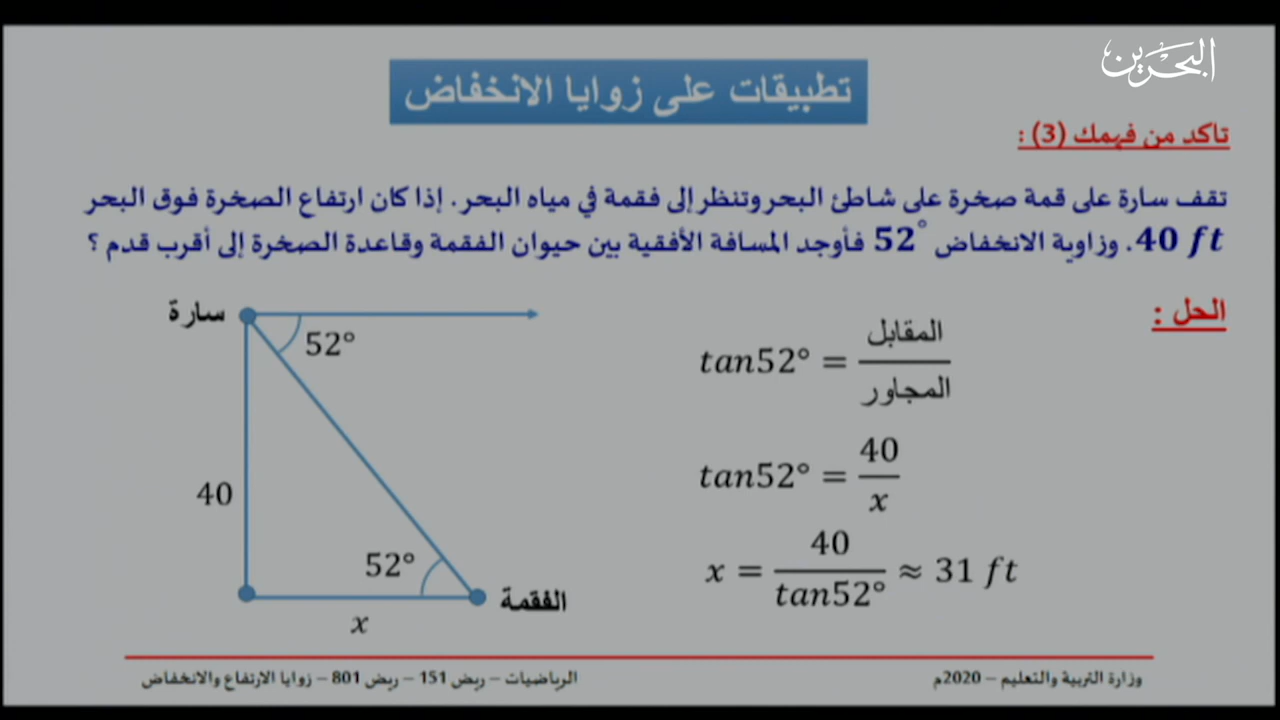 البحرين
تطبيقات على زوايا الانخفاض
تاكد من فهمك (3) :
تقف سارة على قمة صخرة على شاطئ البحر وتنظر إلى فقمة في مياه البحر. إذا كان ارتفاع الصخرة فوق البحر
40 ft. وزاوية الانخفاض 52° فأوجد المسافة الأفقية بين حيوان الفقمة وقاعدة الصخرة إلى أقرب قدم ؟
الحل :
tan52° = المقابل / المجاور
tan52° = 40 / x
x = 40 / tan52° ≈ 31 ft
سارة
52°
40
52°
الفقمة
x
وزارة التربية والتعليم – 2020م
الرياضيات – ريض 151 – ريض 801 – زوايا الارتفاع والانخفاض